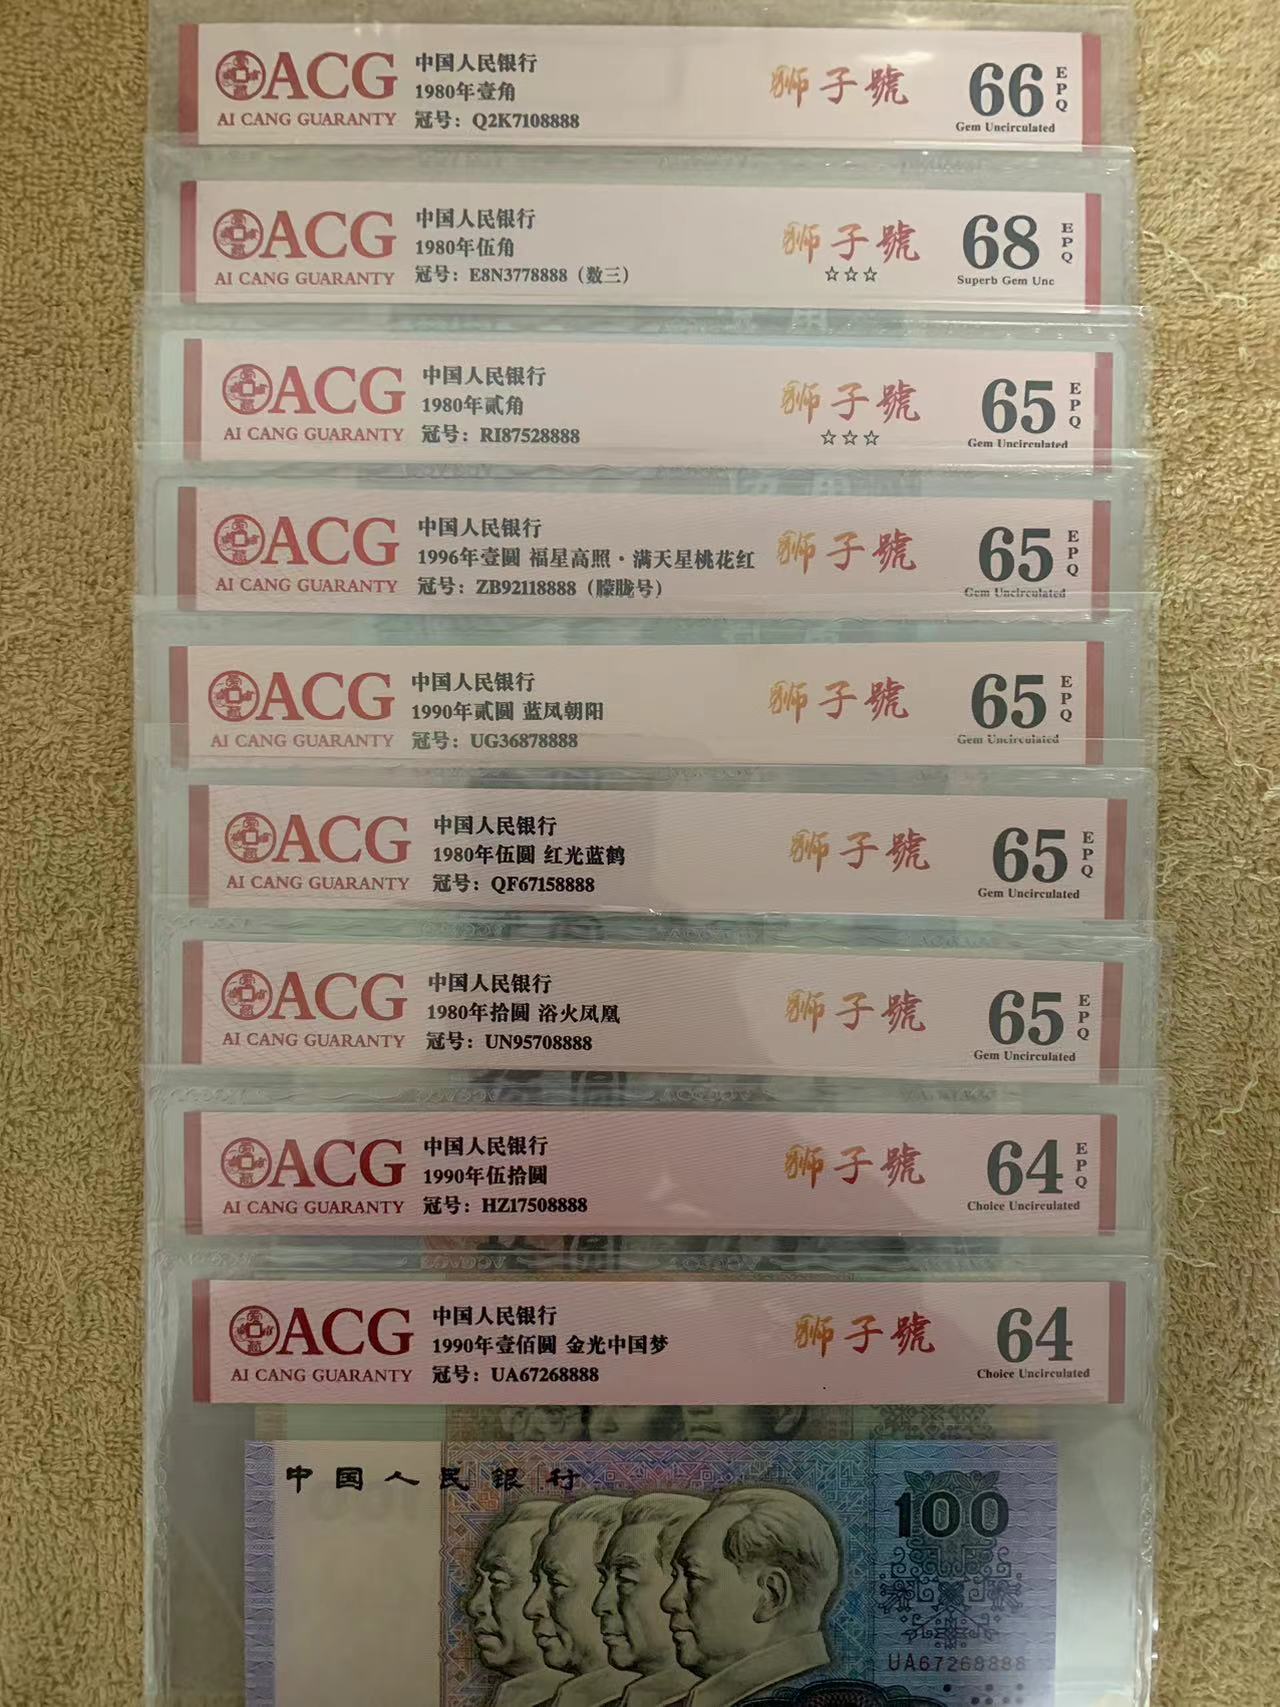 ACG
AI CANG GUARANTY
中国人民银行
1980年壹角
冠号：Q2K7108888
狮子號
66
EPQ
Gem Uncirculated
ACG
AI CANG GUARANTY
中国人民银行
1980年伍角
冠号：E8N3778888（数三）
狮子號
☆☆☆
68
EPQ
Superb Gem Unc
ACG
AI CANG GUARANTY
中国人民银行
1980年贰角
冠号：RI87528888
狮子號
☆☆☆
65
EPQ
Gem Uncirculated
ACG
AI CANG GUARANTY
中国人民银行
1996年壹圆 福星高照·满天星桃花红
冠号：ZB92118888（朦胧号）
狮子號
65
EPQ
Gem Uncirculated
ACG
AI CANG GUARANTY
中国人民银行
1990年贰圆 蓝凤朝阳
冠号：UG36878888
狮子號
65
EPQ
Gem Uncirculated
ACG
AI CANG GUARANTY
中国人民银行
1980年伍圆 红光蓝鹤
冠号：QF67158888
狮子號
65
EPQ
Gem Uncirculated
ACG
AI CANG GUARANTY
中国人民银行
1980年拾圆 浴火凤凰
冠号：UN95708888
狮子號
65
EPQ
Gem Uncirculated
ACG
AI CANG GUARANTY
中国人民银行
1990年伍拾圆
冠号：HZ17508888
狮子號
64
EPQ
Choice Uncirculated
ACG
AI CANG GUARANTY
中国人民银行
1990年壹佰圆 金光中国梦
冠号：UA67268888
狮子號
64
Choice Uncirculated
中国人民银行
100
UA67268888